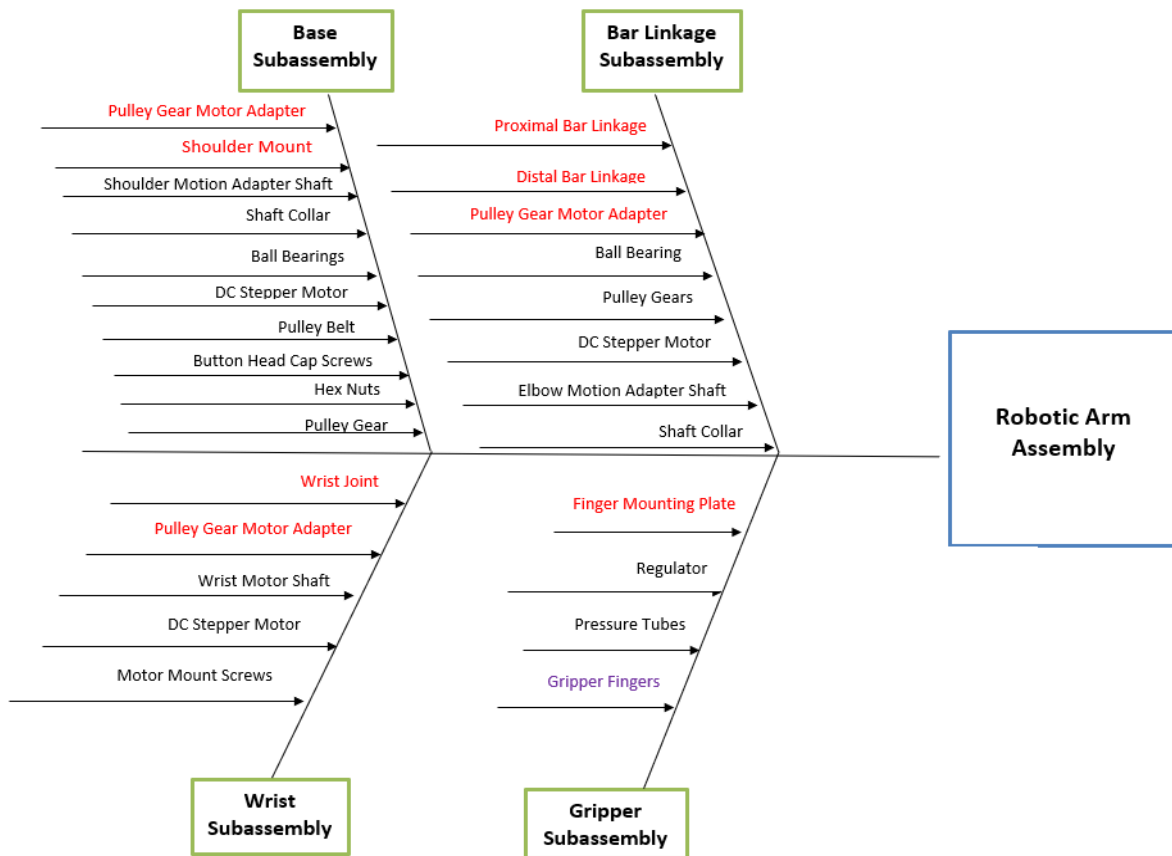 Base
Subassembly
Bar Linkage
Subassembly
Pulley Gear Motor Adapter
Shoulder Mount
Shoulder Motion Adapter Shaft
Shaft Collar
Ball Bearings
DC Stepper Motor
Pulley Belt
Button Head Cap Screws
Hex Nuts
Pulley Gear
Proximal Bar Linkage
Distal Bar Linkage
Pulley Gear Motor Adapter
Ball Bearing
Pulley Gears
DC Stepper Motor
Elbow Motion Adapter Shaft
Shaft Collar
Robotic Arm
Assembly
Wrist Joint
Pulley Gear Motor Adapter
Wrist Motor Shaft
DC Stepper Motor
Motor Mount Screws
Finger Mounting Plate
Regulator
Pressure Tubes
Gripper Fingers
Wrist
Subassembly
Gripper
Subassembly